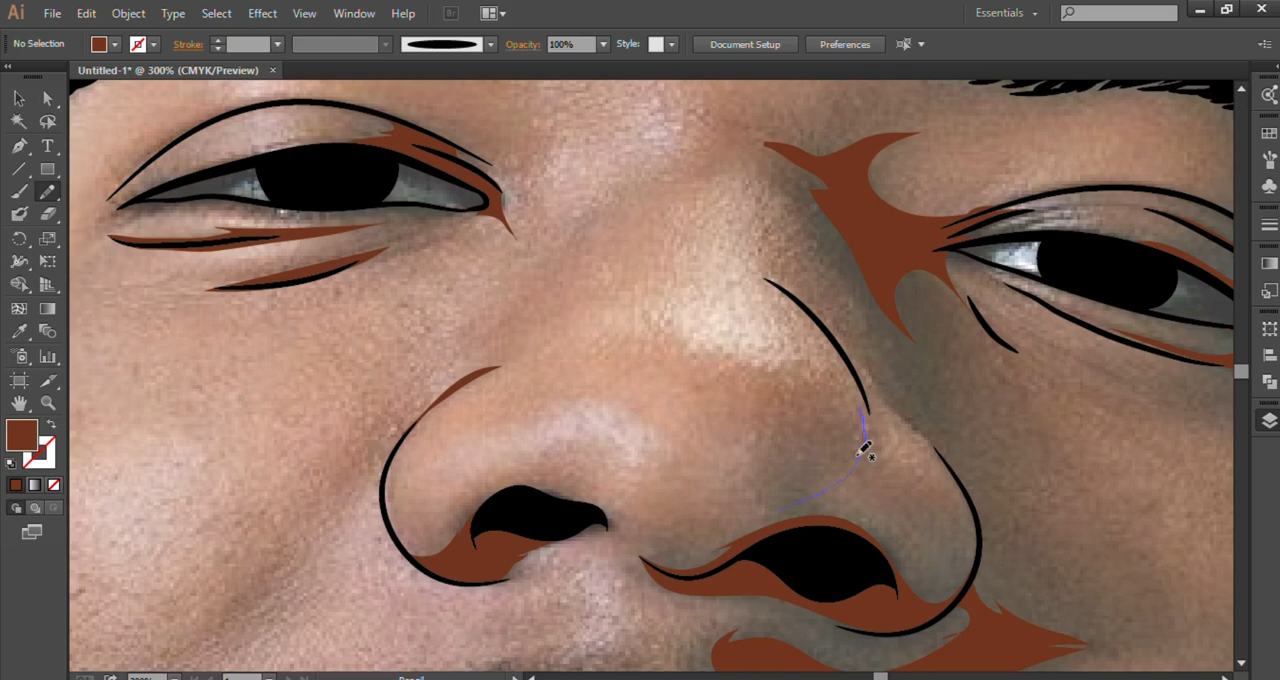 Ai File Edit Object Type Select Effect View Window Help Br Essentials
No Selection Stroke: Opacity: 100% Style: Document Setup Preferences
Untitled-1* @ 300% (CMYK/Preview) ×
T